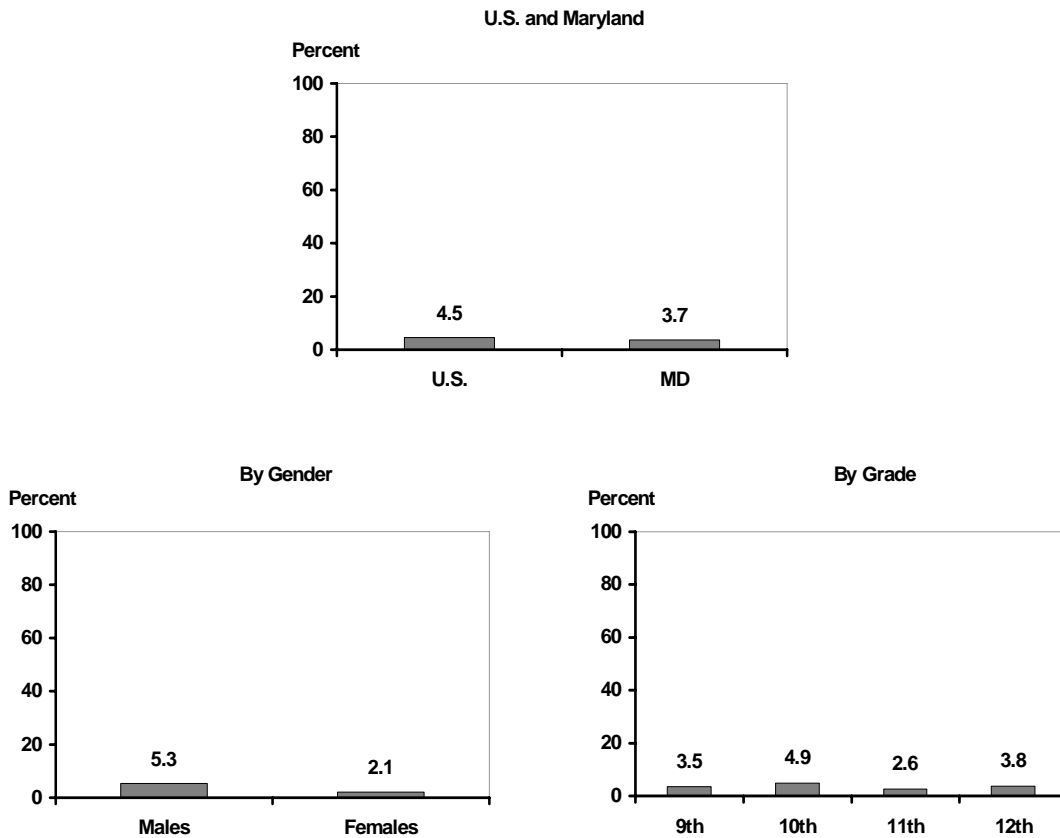 U.S. and Maryland
Percent
100
80
60
40
20
0
4.5
3.7
U.S.
MD
By Gender
Percent
100
80
60
40
20
0
5.3
2.1
Males
Females
By Grade
Percent
100
80
60
40
20
0
3.5
4.9
2.6
3.8
9th
10th
11th
12th